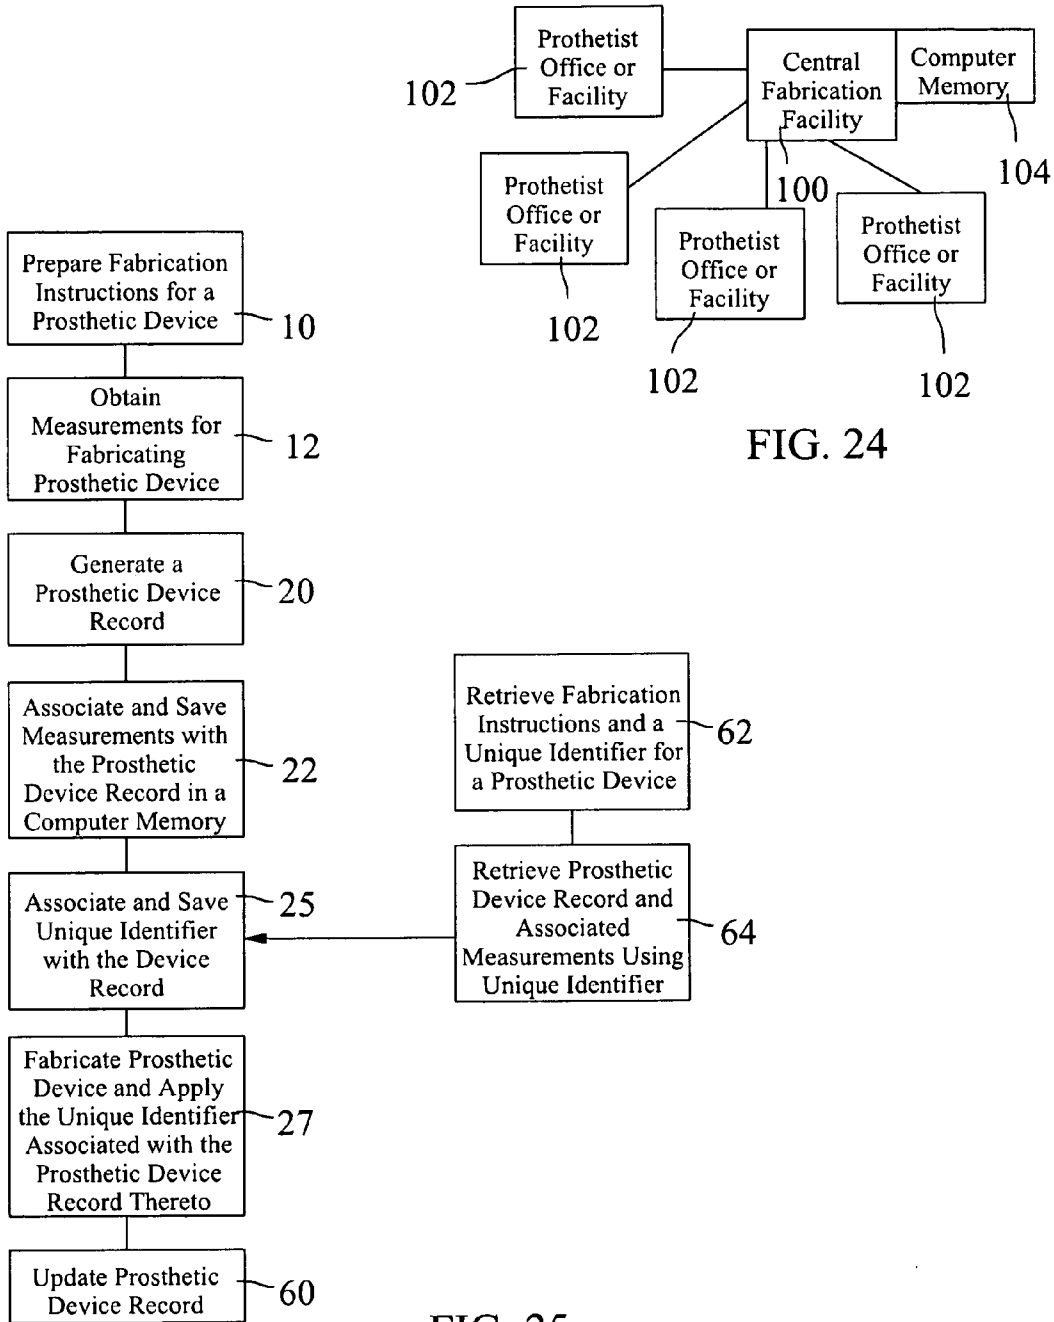 Prothetist
Office or
Facility
102
Central
Fabrication
Facility
100
Computer
Memory
104
Prothetist
Office or
Facility
102
Prothetist
Office or
Facility
102
Prothetist
Office or
Facility
102
FIG. 24
Prepare Fabrication
Instructions for a
Prosthetic Device
10
Obtain
Measurements for
Fabricating
Prosthetic Device
12
Generate a
Prosthetic Device
Record
20
Associate and Save
Measurements with
the Prosthetic
Device Record in a
Computer Memory
22
Associate and Save
Unique Identifier
with the Device
Record
25
Fabricate Prosthetic
Device and Apply
the Unique Identifier
Associated with the
Prosthetic Device
Record Thereto
27
Update Prosthetic
Device Record
60
Retrieve Fabrication
Instructions and a
Unique Identifier for
a Prosthetic Device
62
Retrieve Prosthetic
Device Record and
Associated
Measurements Using
Unique Identifier
64
FIG. 25